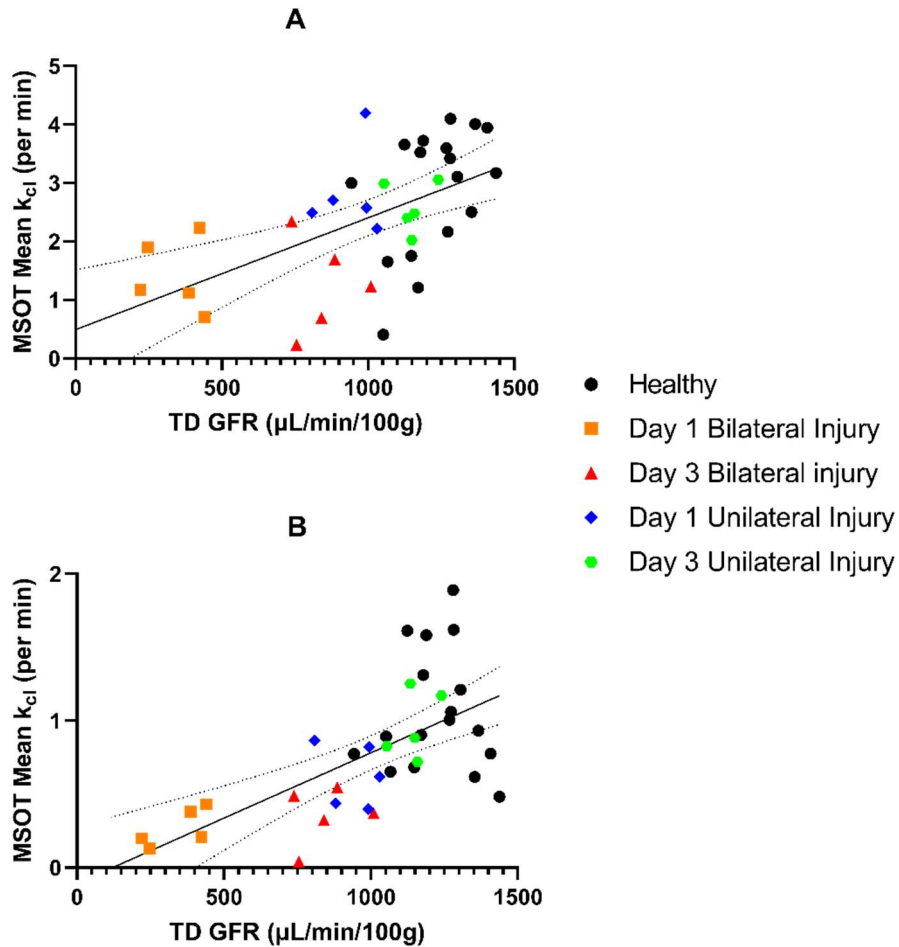 A
MSOT Mean kcl (per min)
5
4
3
2
1
0
0 500 1000 1500
TD GFR (µL/min/100g)
Healthy
Day 1 Bilateral Injury
Day 3 Bilateral injury
Day 1 Unilateral Injury
Day 3 Unilateral Injury
B
MSOT Mean kcl (per min)
2
1
0
0 500 1000 1500
TD GFR (µL/min/100g)